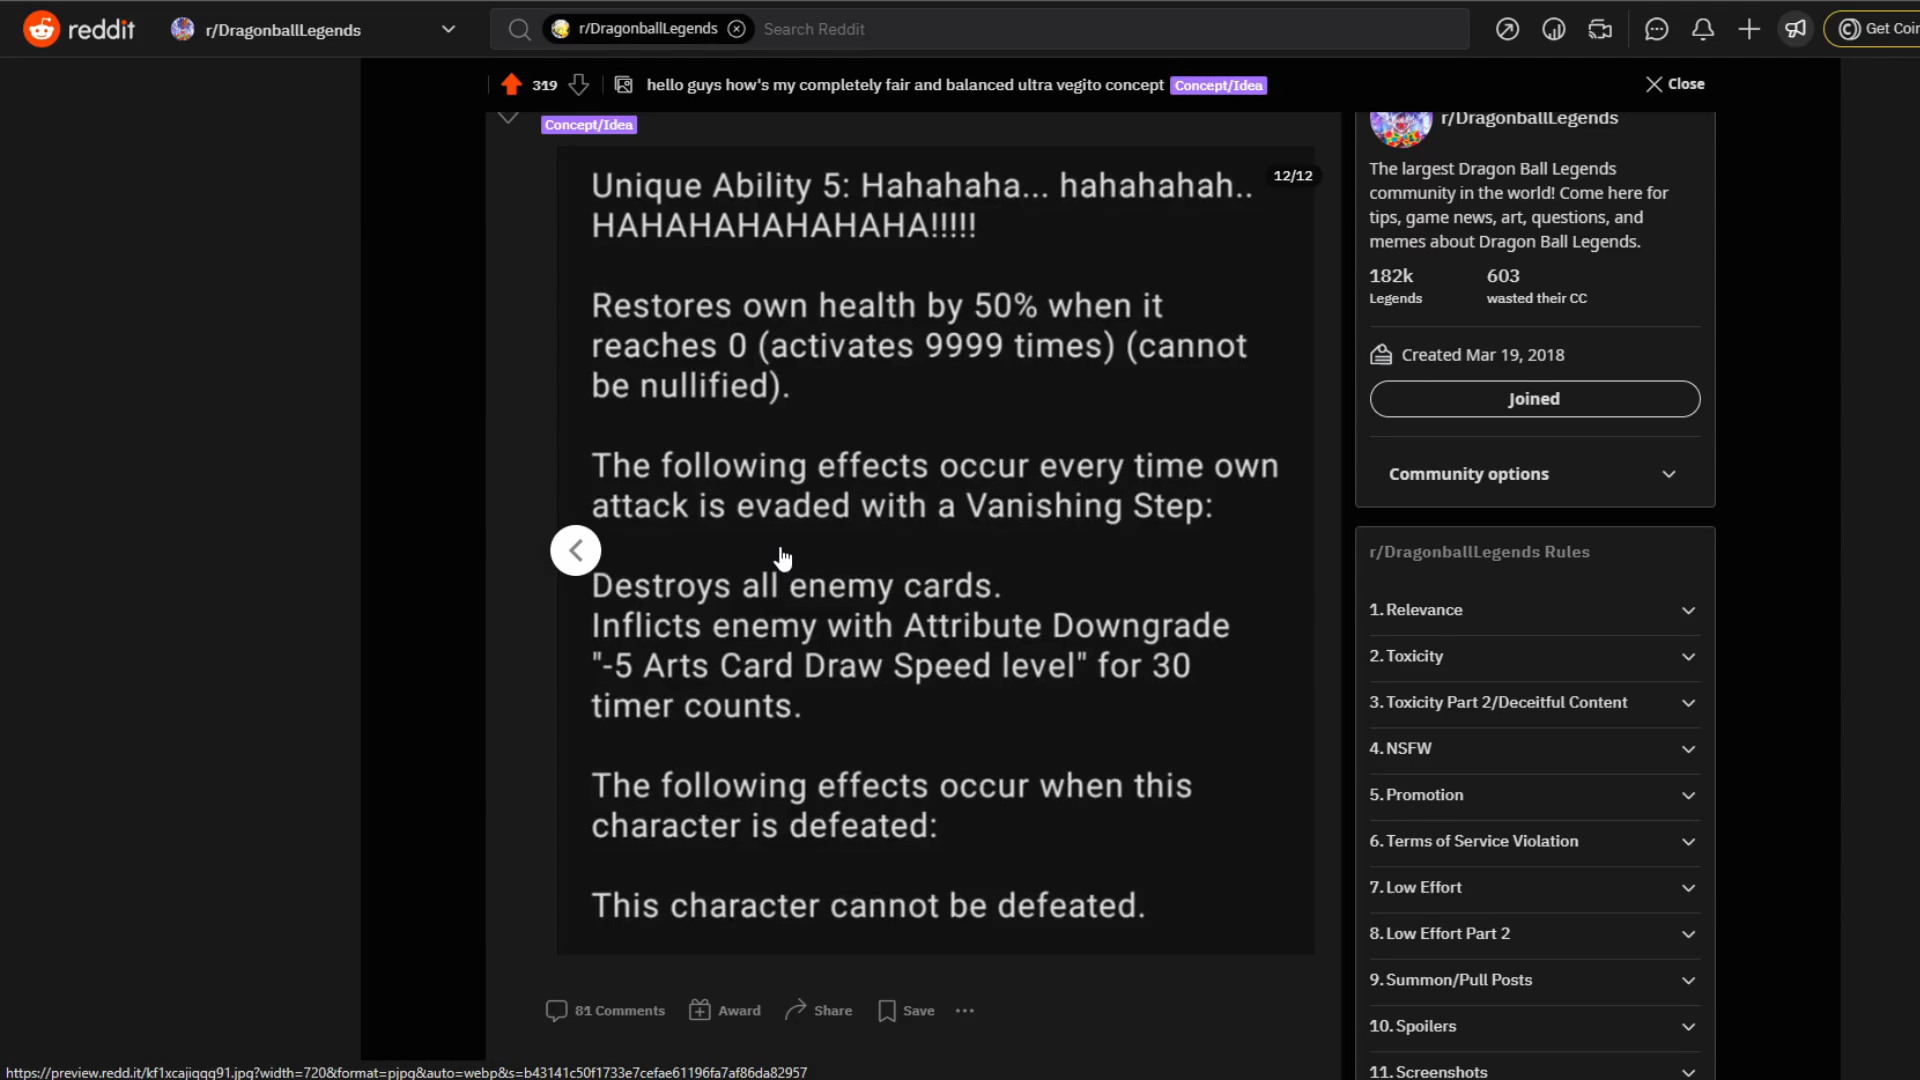 reddit
r/DragonballLegends
r/DragonballLegends
Search Reddit
Get Coin
319
hello guys how's my completely fair and balanced ultra vegito concept
Concept/Idea
Close
Concept/Idea
12/12
Unique Ability 5: Hahahaha... hahahahah..
HAHAHAHAHAHAHA!!!!!
Restores own health by 50% when it
reaches 0 (activates 9999 times) (cannot
be nullified).
The following effects occur every time own
attack is evaded with a Vanishing Step:
Destroys all enemy cards.
Inflicts enemy with Attribute Downgrade
"-5 Arts Card Draw Speed level" for 30
timer counts.
The following effects occur when this
character is defeated:
This character cannot be defeated.
81 Comments
Award
Share
Save
r/DragonballLegends
The largest Dragon Ball Legends
community in the world! Come here for
tips, game news, art, questions, and
memes about Dragon Ball Legends.
182k
603
Legends
wasted their CC
Created Mar 19, 2018
Joined
Community options
r/DragonballLegends Rules
1. Relevance
2. Toxicity
3. Toxicity Part 2/Deceitful Content
4. NSFW
5. Promotion
6. Terms of Service Violation
7. Low Effort
8. Low Effort Part 2
9. Summon/Pull Posts
10. Spoilers
11. Screenshots
https://preview.redd.it/kf1xcajiqqg91.jpg?width=720&format=pjpg&auto=webp&s=b43141c50f1733e7cefae61196fa7af86da82957